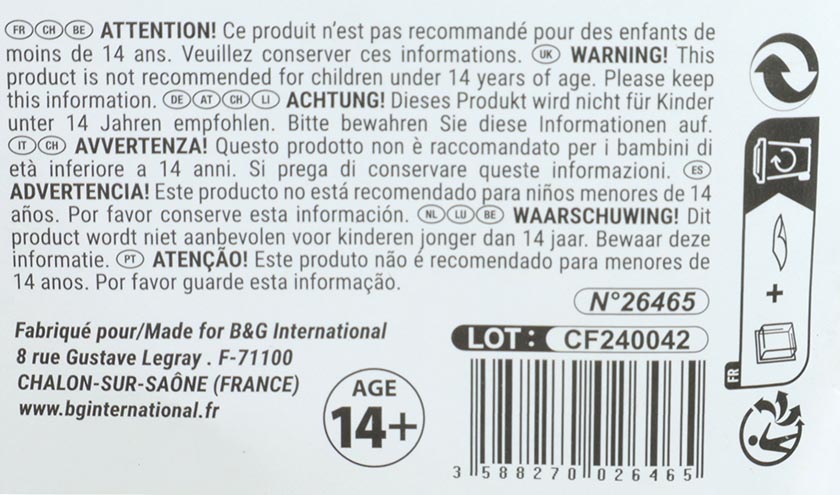 FR CH BE ATTENTION! Ce produit n'est pas recommandé pour des enfants de
moins de 14 ans. Veuillez conserver ces informations. UK WARNING! This
product is not recommended for children under 14 years of age. Please keep
this information. DE AT CH LI ACHTUNG! Dieses Produkt wird nicht für Kinder
unter 14 Jahren empfohlen. Bitte bewahren Sie diese Informationen auf.
IT CH AVVERTENZA! Questo prodotto non è raccomandato per i bambini di
età inferiore a 14 anni. Si prega di conservare queste informazioni. ES
ADVERTENCIA! Este producto no está recomendado para niños menores de 14
años. Por favor conserve esta información. NL LU BE WAARSCHUWING! Dit
product wordt niet aanbevolen voor kinderen jonger dan 14 jaar. Bewaar deze
informatie. PT ATENÇÃO! Este produto não é recomendado para menores de
14 anos. Por favor guarde esta informação.
N°26465
Fabriqué pour/Made for B&G International
8 rue Gustave Legray . F-71100
CHALON-SUR-SAÔNE (FRANCE)
www.bginternational.fr
AGE
14+
LOT: CF240042
3 588270 026465
+
FR